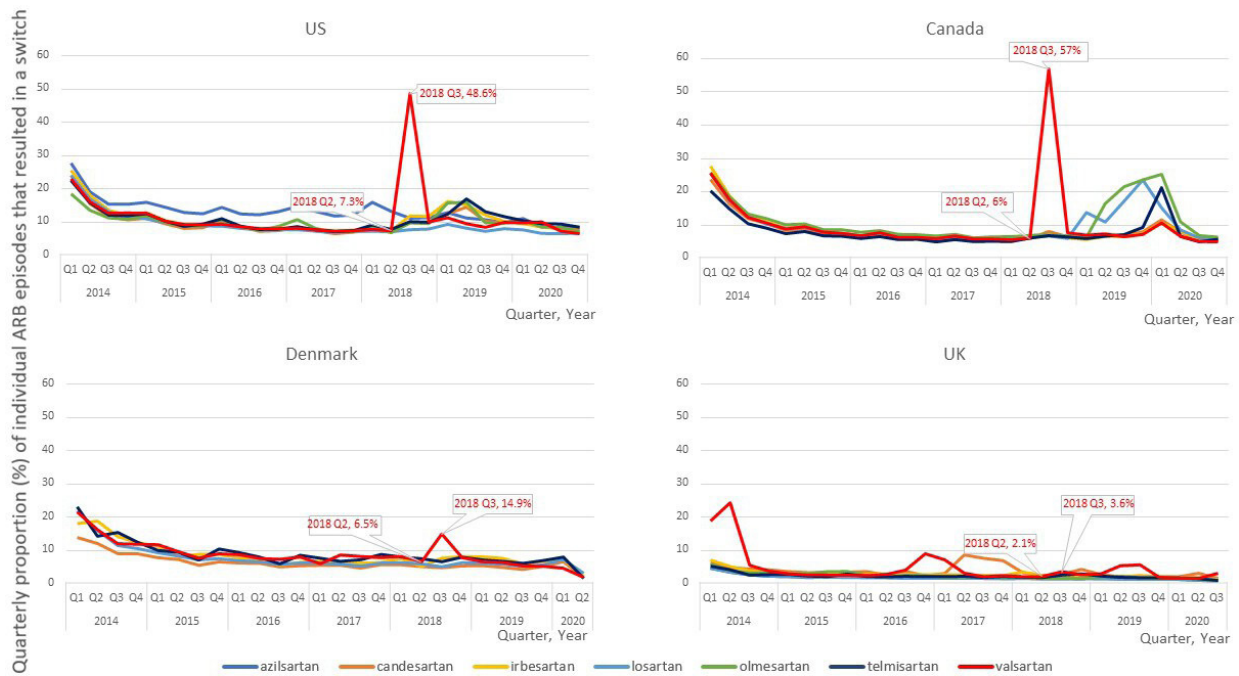 Quarterly proportion (%) of individual ARB episodes that resulted in a switch
US
60
50
40
30
20
10
0
2018 Q3, 48.6%
2018 Q2, 7.3%
Q1 Q2 Q3 Q4 Q1 Q2 Q3 Q4 Q1 Q2 Q3 Q4 Q1 Q2 Q3 Q4 Q1 Q2 Q3 Q4 Q1 Q2 Q3 Q4 Q1 Q2 Q3 Q4
2014 2015 2016 2017 2018 2019 2020
Quarter, Year
Canada
60
50
40
30
20
10
0
2018 Q3, 57%
2018 Q2, 6%
Q1 Q2 Q3 Q4 Q1 Q2 Q3 Q4 Q1 Q2 Q3 Q4 Q1 Q2 Q3 Q4 Q1 Q2 Q3 Q4 Q1 Q2 Q3 Q4 Q1 Q2 Q3 Q4
2014 2015 2016 2017 2018 2019 2020
Quarter, Year
Denmark
60
50
40
30
20
10
0
2018 Q3, 14.9%
2018 Q2, 6.5%
Q1 Q2 Q3 Q4 Q1 Q2 Q3 Q4 Q1 Q2 Q3 Q4 Q1 Q2 Q3 Q4 Q1 Q2 Q3 Q4 Q1 Q2 Q3 Q4 Q1 Q2
2014 2015 2016 2017 2018 2019 2020
Quarter, Year
UK
60
50
40
30
20
10
0
2018 Q3, 3.6%
2018 Q2, 2.1%
Q1 Q2 Q3 Q4 Q1 Q2 Q3 Q4 Q1 Q2 Q3 Q4 Q1 Q2 Q3 Q4 Q1 Q2 Q3 Q4 Q1 Q2 Q3 Q4 Q1 Q2 Q3
2014 2015 2016 2017 2018 2019 2020
Quarter, Year
azilsartan candesartan irbesartan losartan olmesartan telmisartan valsartan